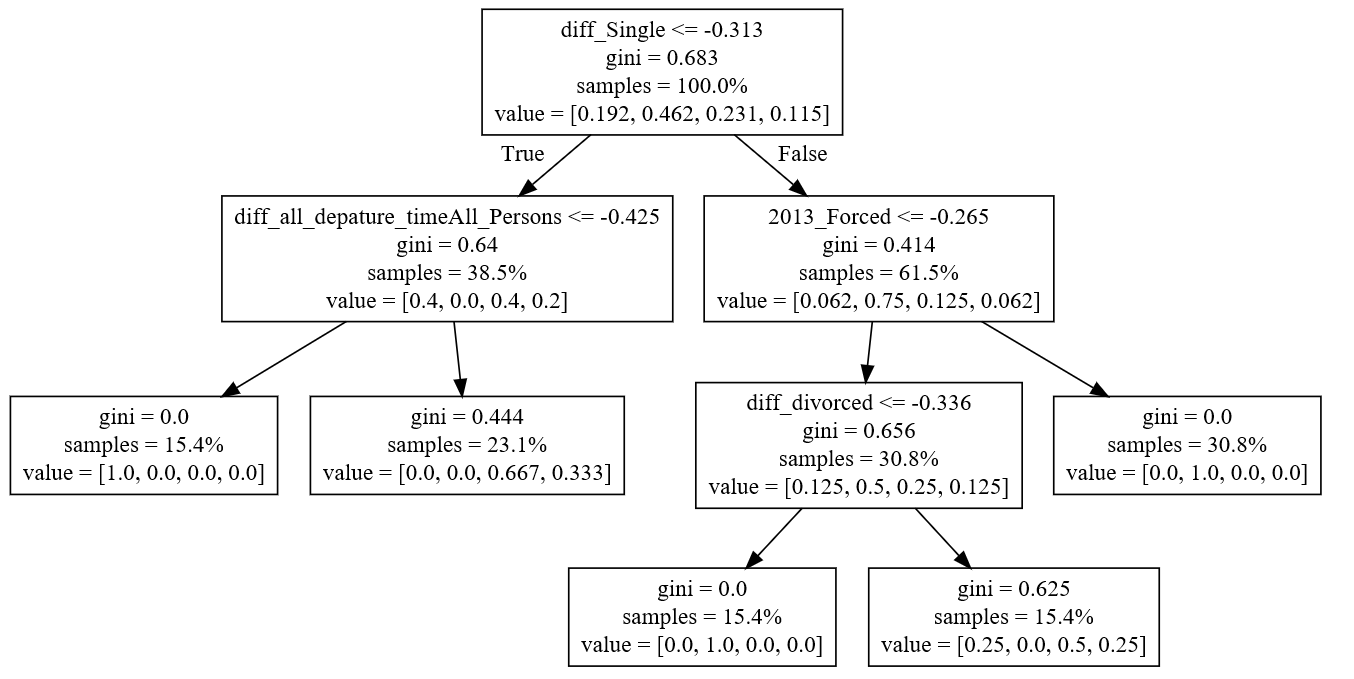 diff_Single <= -0.313
gini = 0.683
samples = 100.0%
value = [0.192, 0.462, 0.231, 0.115]
True
False
diff_all_depature_timeAll_Persons <= -0.425
gini = 0.64
samples = 38.5%
value = [0.4, 0.0, 0.4, 0.2]
2013_Forced <= -0.265
gini = 0.414
samples = 61.5%
value = [0.062, 0.75, 0.125, 0.062]
gini = 0.0
samples = 15.4%
value = [1.0, 0.0, 0.0, 0.0]
gini = 0.444
samples = 23.1%
value = [0.0, 0.0, 0.667, 0.333]
diff_divorced <= -0.336
gini = 0.656
samples = 30.8%
value = [0.125, 0.5, 0.25, 0.125]
gini = 0.0
samples = 30.8%
value = [0.0, 1.0, 0.0, 0.0]
gini = 0.0
samples = 15.4%
value = [0.0, 1.0, 0.0, 0.0]
gini = 0.625
samples = 15.4%
value = [0.25, 0.0, 0.5, 0.25]